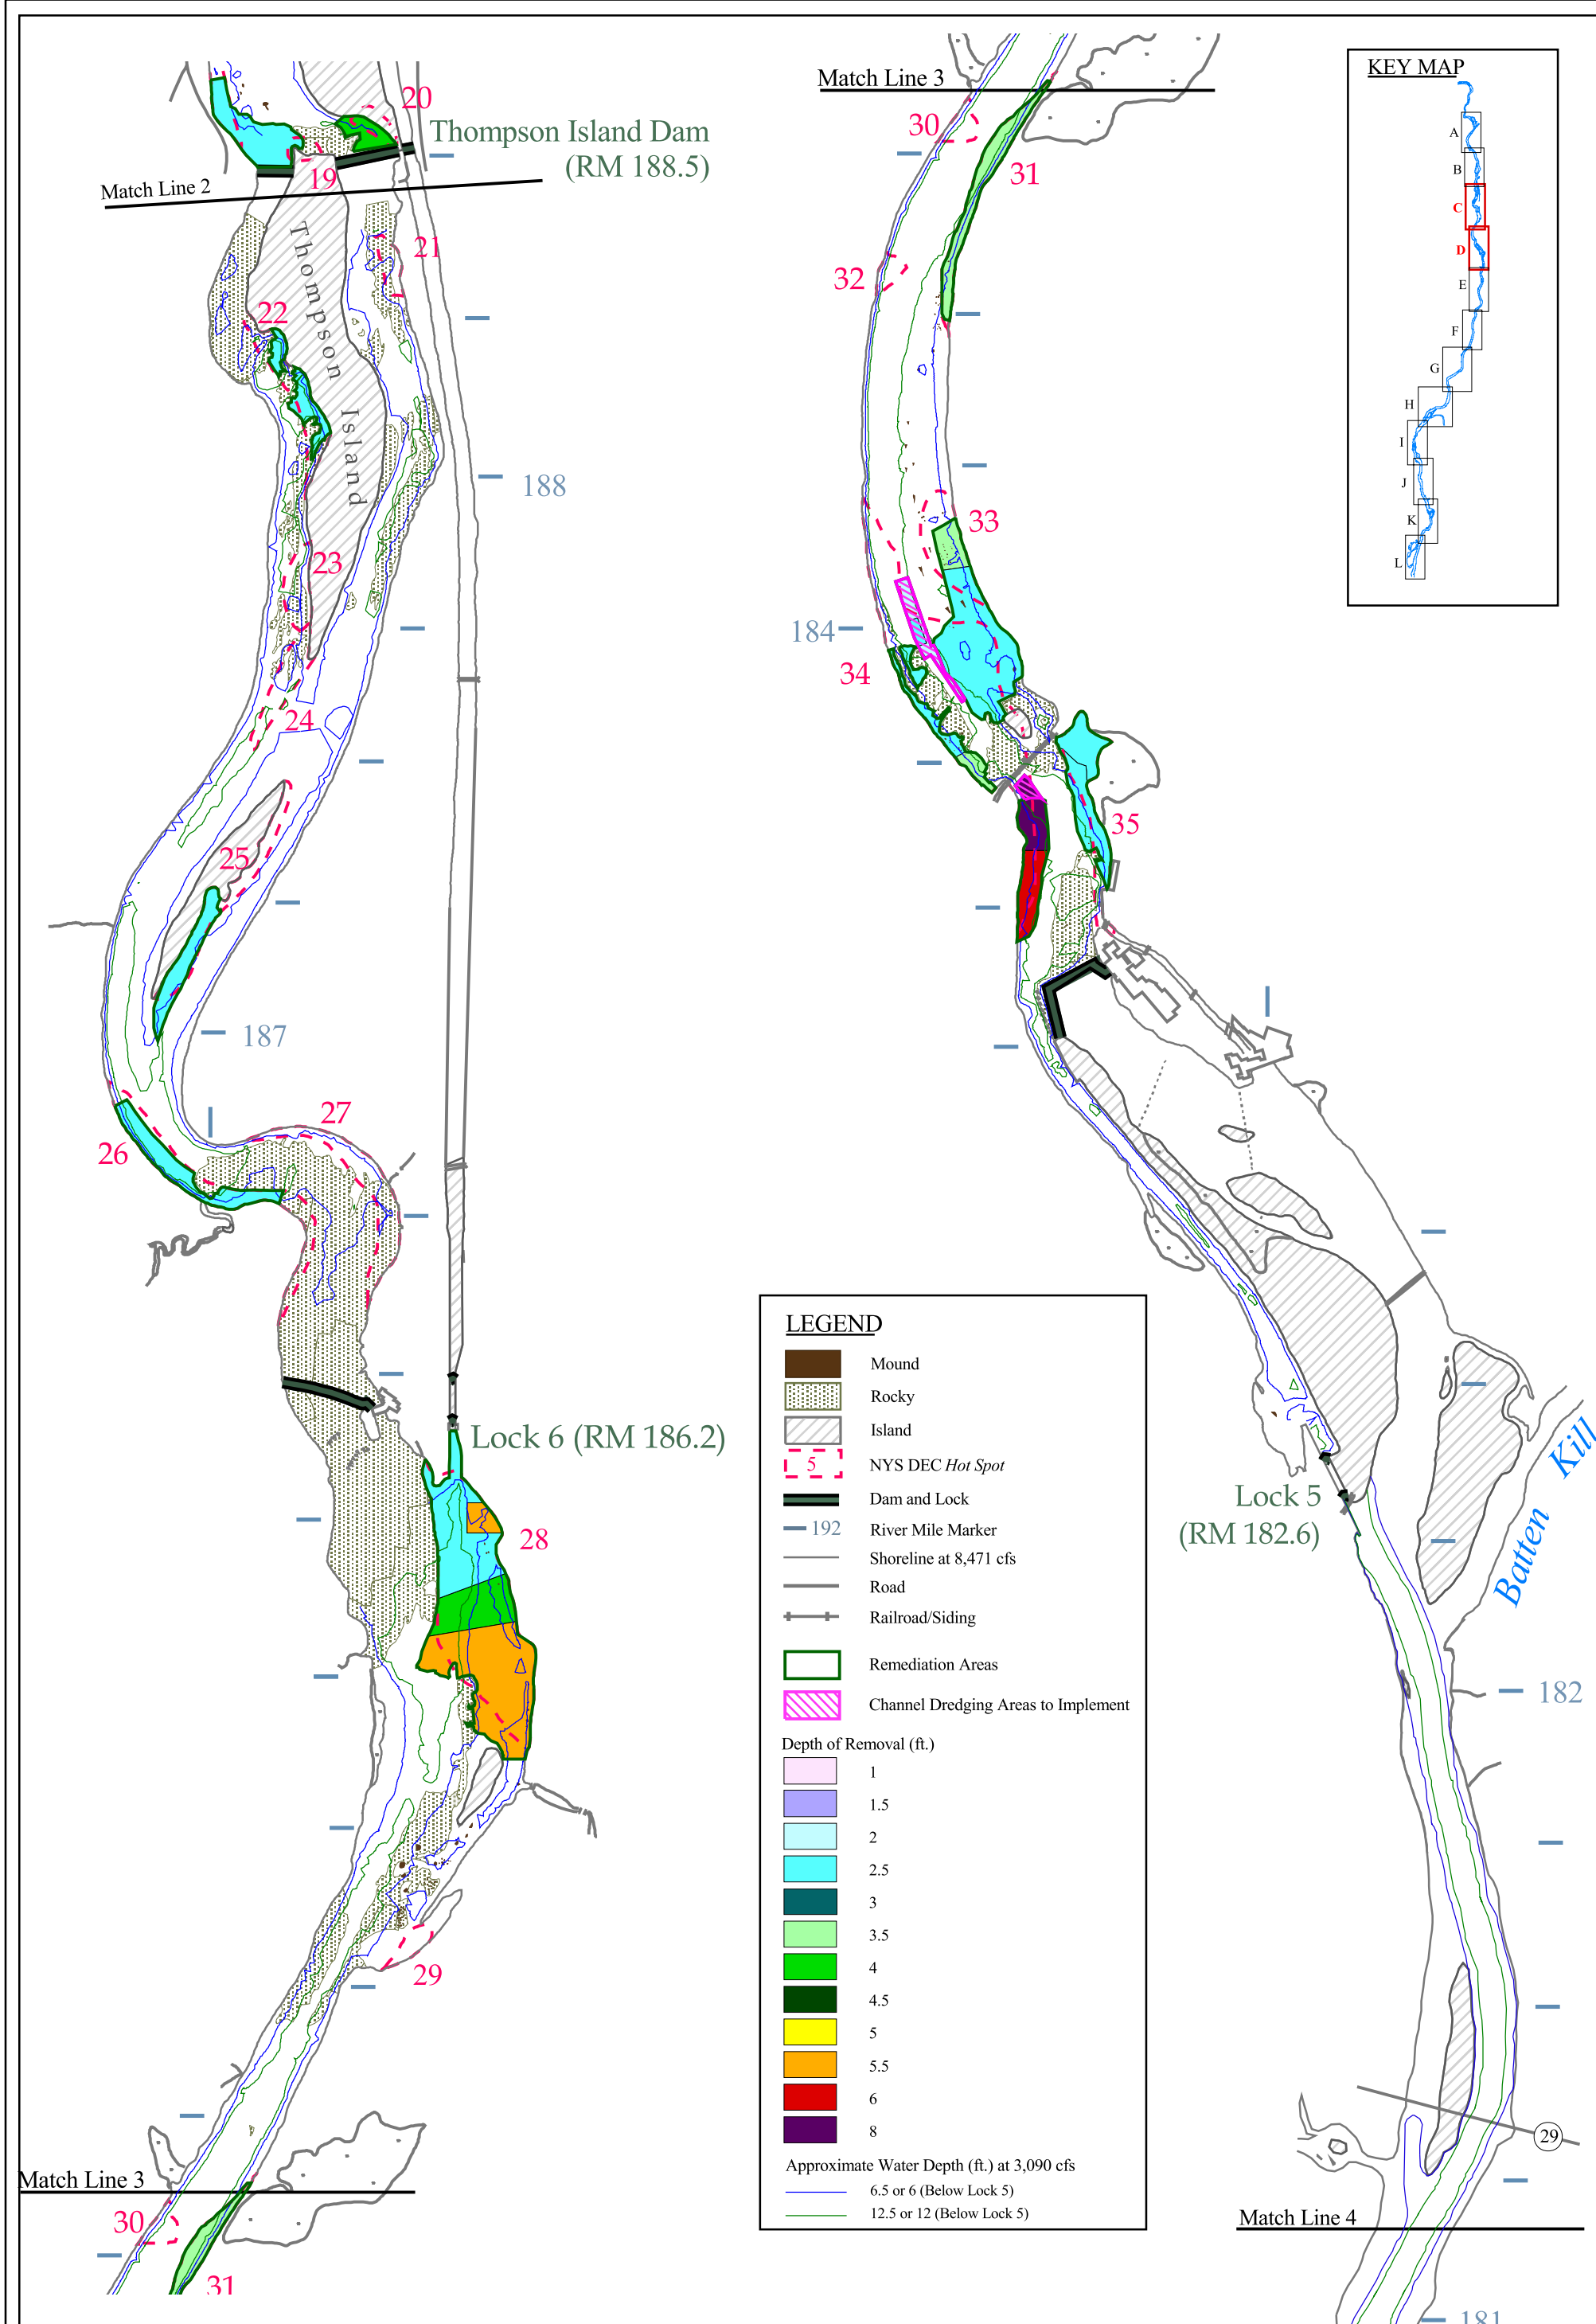 20
Thompson Island Dam
(RM 188.5)
19
Match Line 2
21
Thompson Island
22
188
23
24
25
187
27
26
Lock 6 (RM 186.2)
28
29
Match Line 3
30
31
Match Line 3
30
31
32
33
184
34
35
Lock 5
(RM 182.6)
Batten Kill
182
29
Match Line 4
181
KEY MAP
A
B
C
D
E
F
G
H
I
J
K
L
LEGEND
Mound
Rocky
Island
5 NYS DEC Hot Spot
Dam and Lock
192 River Mile Marker
Shoreline at 8,471 cfs
Road
Railroad/Siding
Remediation Areas
Channel Dredging Areas to Implement
Depth of Removal (ft.)
1
1.5
2
2.5
3
3.5
4
4.5
5
5.5
6
8
Approximate Water Depth (ft.) at 3,090 cfs
6.5 or 6 (Below Lock 5)
12.5 or 12 (Below Lock 5)